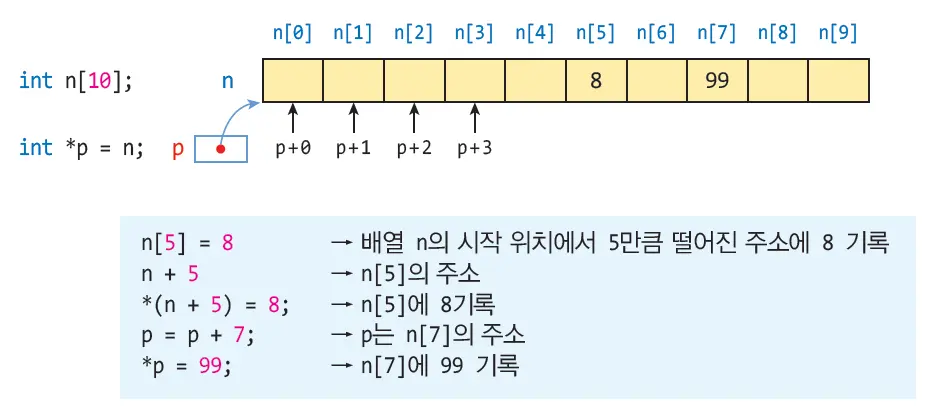 n[0] n[1] n[2] n[3] n[4] n[5] n[6] n[7] n[8] n[9]
int n[10]; n 8 99
int *p = n; p p+0 p+1 p+2 p+3
n[5] = 8 → 배열 n의 시작 위치에서 5만큼 떨어진 주소에 8 기록
n + 5 → n[5]의 주소
*(n + 5) = 8; → n[5]에 8기록
p = p + 7; → p는 n[7]의 주소
*p = 99; → n[7]에 99 기록